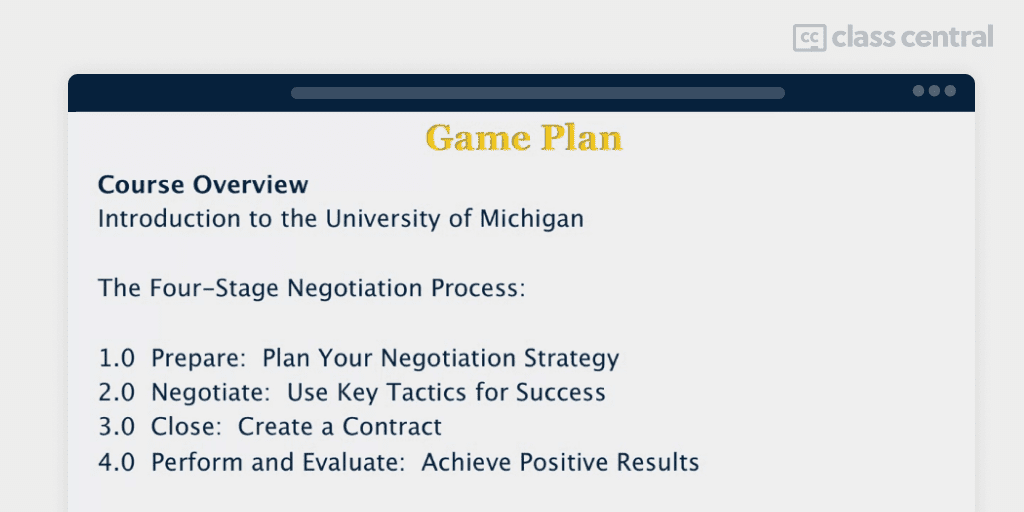 cc class central
Game Plan
Course Overview
Introduction to the University of Michigan
The Four-Stage Negotiation Process:
1.0 Prepare: Plan Your Negotiation Strategy
2.0 Negotiate: Use Key Tactics for Success
3.0 Close: Create a Contract
4.0 Perform and Evaluate: Achieve Positive Results